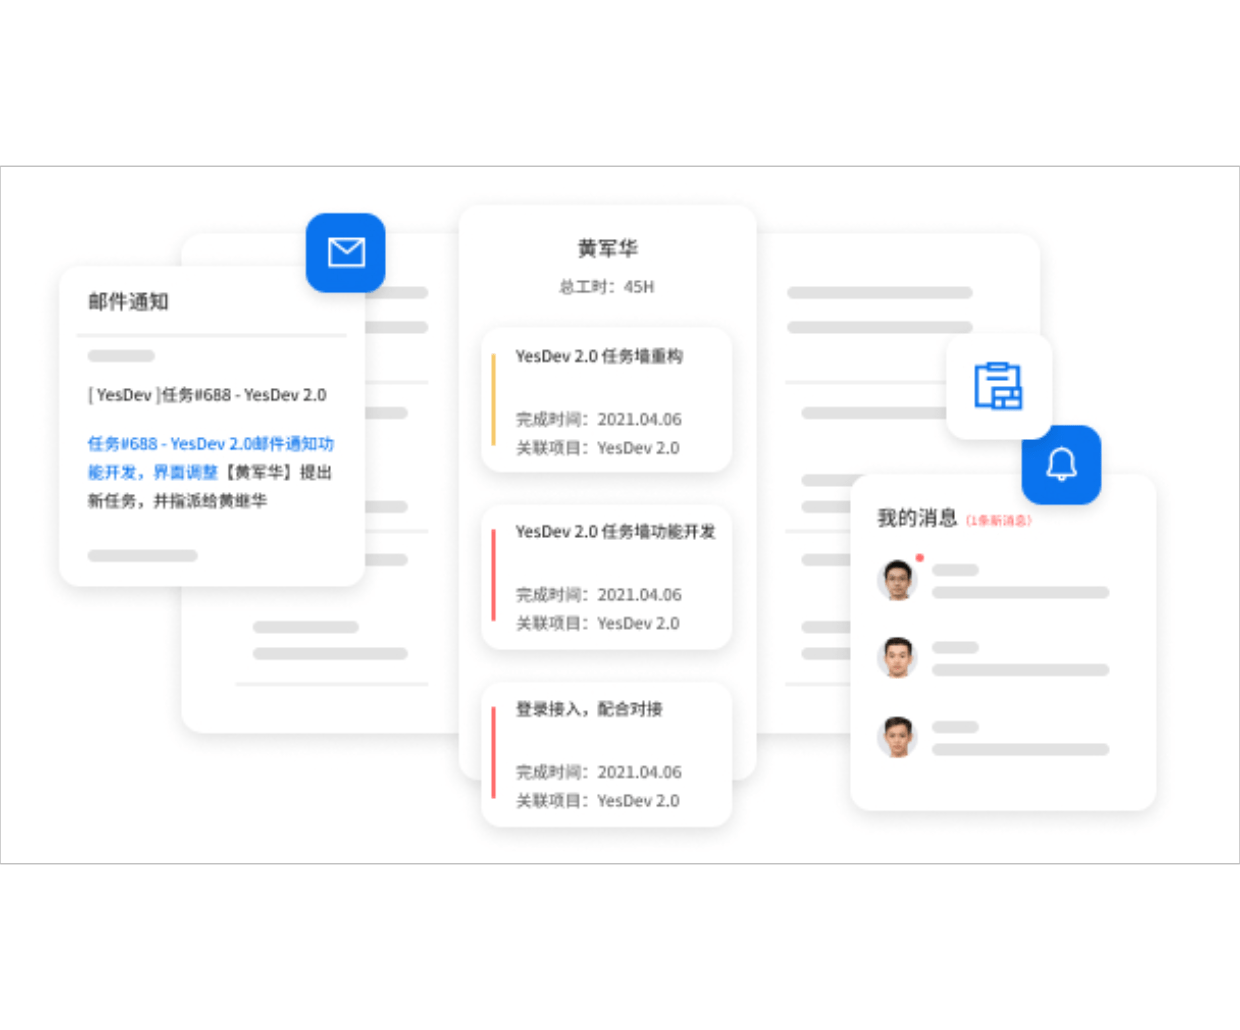 邮件通知
[ YesDev ]任务#688 - YesDev 2.0
任务#688 - YesDev 2.0邮件通知功
能开发，界面调整【黄军华】提出
新任务，并指派给黄继华
黄军华
总工时：45H
YesDev 2.0 任务墙重构
完成时间：2021.04.06
关联项目：YesDev 2.0
YesDev 2.0 任务墙功能开发
完成时间：2021.04.06
关联项目：YesDev 2.0
登录接入，配合对接
完成时间：2021.04.06
关联项目：YesDev 2.0
我的消息（1条新消息）